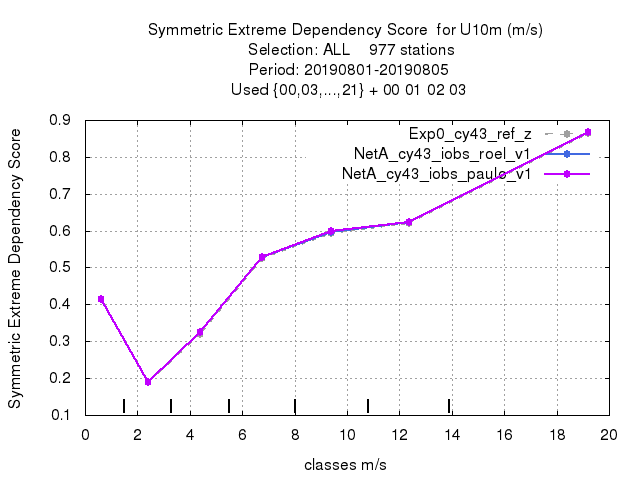 Symmetric Extreme Dependency Score  for U10m (m/s)
Selection: ALL    977 stations
Period: 20190801-20190805
Used {00,03,...,21} + 00 01 02 03
Symmetric Extreme Dependency Score
0.9
0.8
0.7
0.6
0.5
0.4
0.3
0.2
0.1
Exp0_cy43_ref_z
NetA_cy43_iobs_roel_v1
NetA_cy43_iobs_paulo_v1
0 2 4 6 8 10 12 14 16 18 20
classes m/s